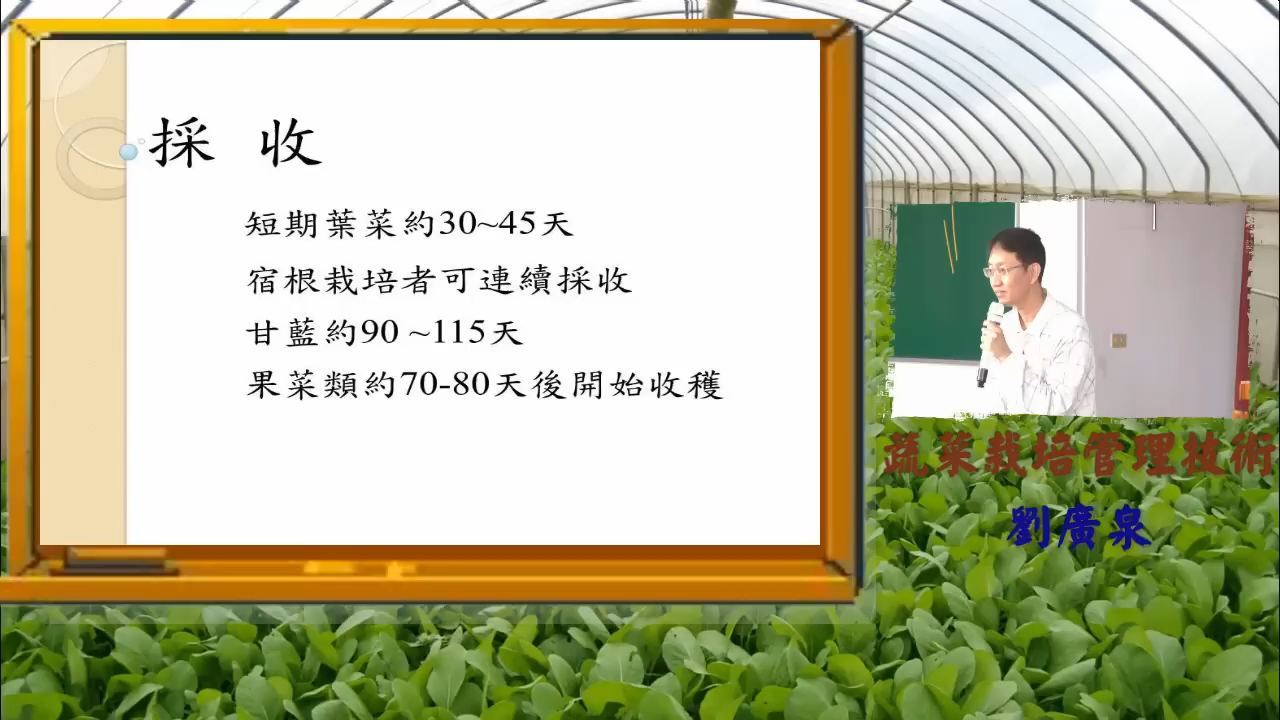 採 收
短期葉菜約30~45天
宿根栽培者可連續採收
甘藍約90 ~115天
果菜類約70-80天後開始收穫
蔬菜栽培管理技術
劉廣泉